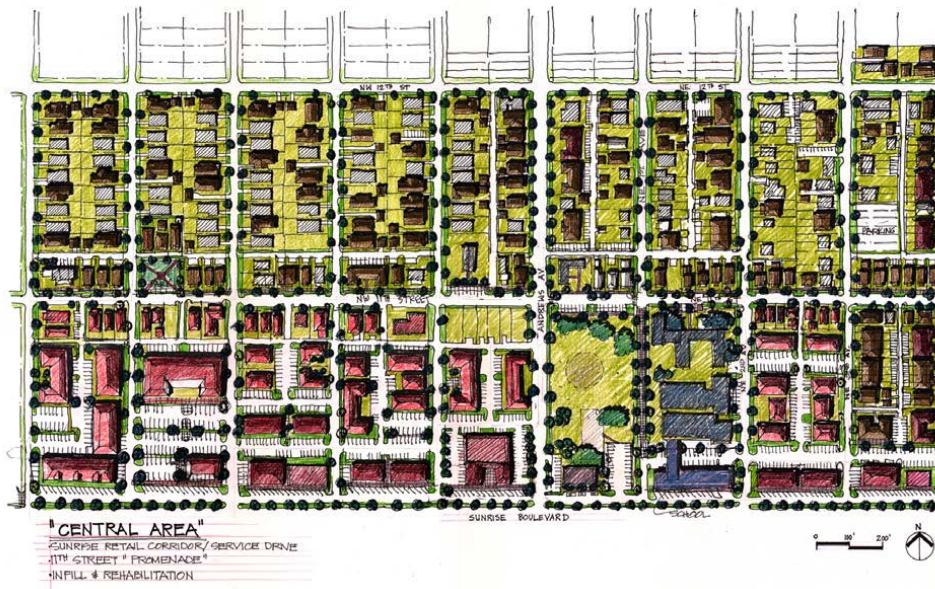 NW 12TH ST
NE 12TH ST
PARKING
NW 11TH STREET
ANDREWS AV
SUNRISE BOULEVARD
SCHOOL
"CENTRAL AREA"
·SUNRISE RETAIL CORRIDOR/SERVICE DRIVE
·11TH STREET "PROMENADE"
·INFILL & REHABILITATION
0 100' 200'
N